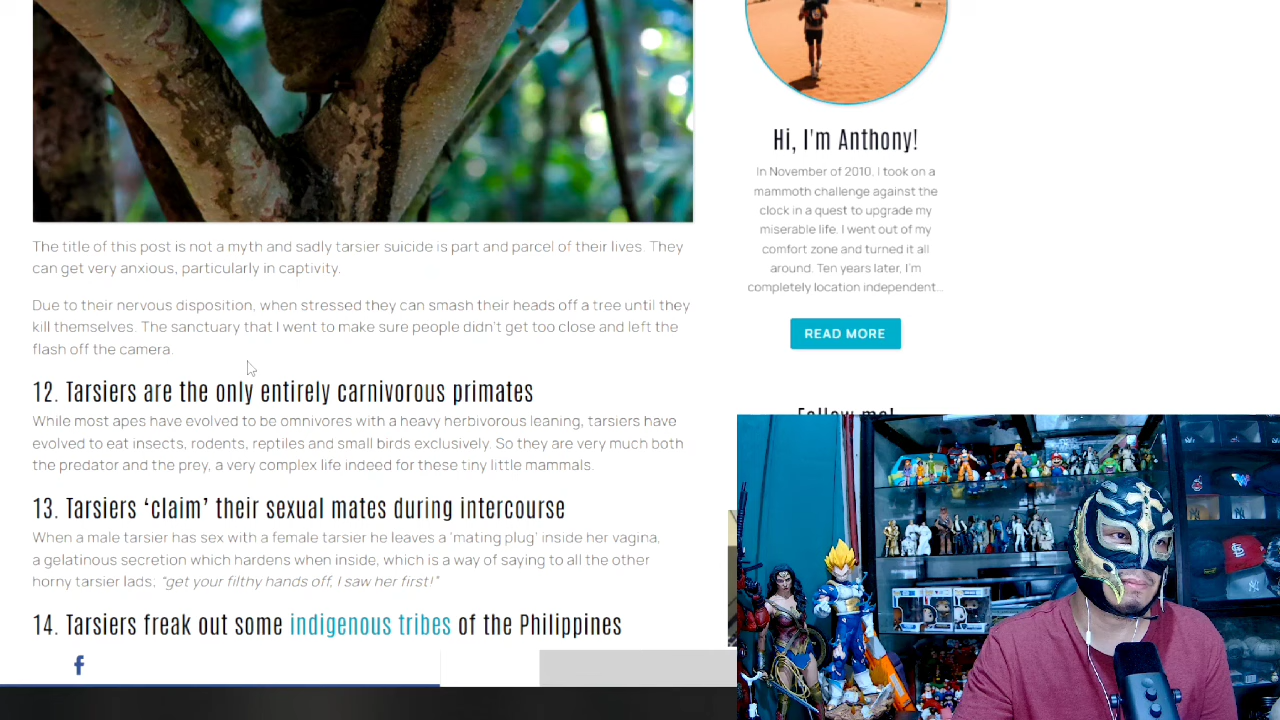 The title of this post is not a myth and sadly tarsier suicide is part and parcel of their lives. They
can get very anxious, particularly in captivity.
Due to their nervous disposition, when stressed they can smash their heads off a tree until they
kill themselves. The sanctuary that I went to make sure people didn't get too close and left the
flash off the camera.
12. Tarsiers are the only entirely carnivorous primates
While most apes have evolved to be omnivores with a heavy herbivorous leaning, tarsiers have
evolved to eat insects, rodents, reptiles and small birds exclusively. So they are very much both
the predator and the prey, a very complex life indeed for these tiny little mammals.
13. Tarsiers ‘claim’ their sexual mates during intercourse
When a male tarsier has sex with a female tarsier he leaves a ‘mating plug’ inside her vagina,
a gelatinous secretion which hardens when inside, which is a way of saying to all the other
horny tarsier lads; “get your filthy hands off, I saw her first!”
14. Tarsiers freak out some indigenous tribes of the Philippines
f
Hi, I'm Anthony!
In November of 2010, I took on a
mammoth challenge against the
clock in a quest to upgrade my
miserable life. I went out of my
comfort zone and turned it all
around. Ten years later, I'm
completely location independent...
READ MORE
Follow me!